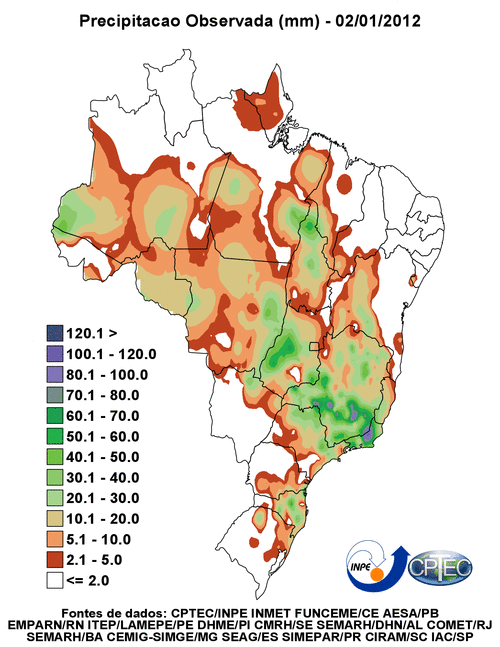 Precipitacao Observada (mm) - 02/01/2012
120.1 >
100.1 - 120.0
80.1 - 100.0
70.1 - 80.0
60.1 - 70.0
50.1 - 60.0
40.1 - 50.0
30.1 - 40.0
20.1 - 30.0
10.1 - 20.0
5.1 - 10.0
2.1 - 5.0
<= 2.0
INPE
CPTEC
Fontes de dados: CPTEC/INPE INMET FUNCEME/CE AESA/PB
EMPARN/RN ITEP/LAMEPE/PE DHME/PI CMRH/SE SEMARH/DHN/AL COMET/RJ
SEMARH/BA CEMIG-SIMGE/MG SEAG/ES SIMEPAR/PR CIRAM/SC IAC/SP